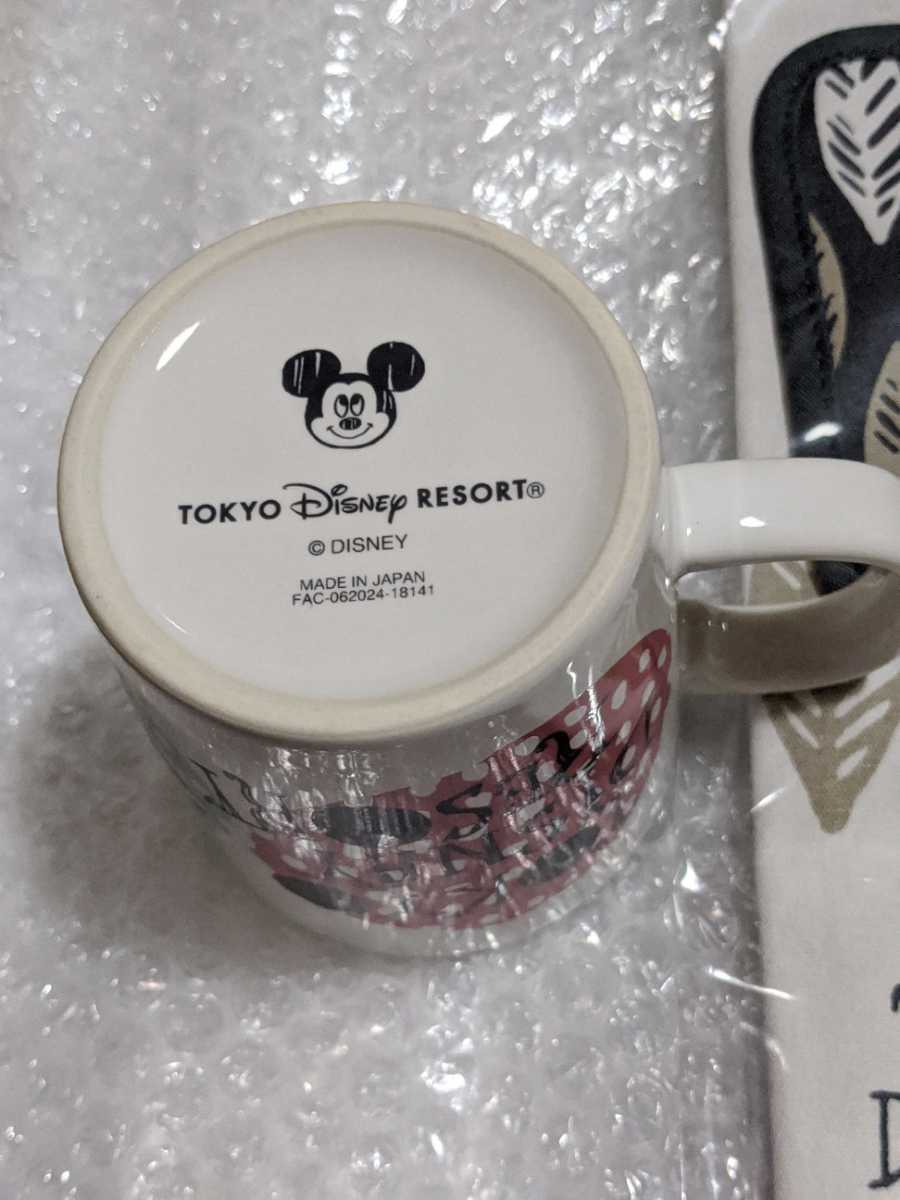 TOKYO Disney RESORT®
© DISNEY
MADE IN JAPAN
FAC-062024-18141
D